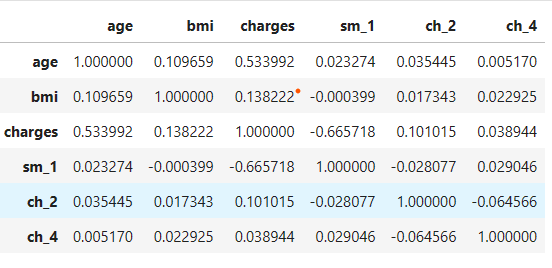 age bmi charges sm_1 ch_2 ch_4
age 1.000000 0.109659 0.533992 0.023274 0.035445 0.005170
bmi 0.109659 1.000000 0.138222 -0.000399 0.017343 0.022925
charges 0.533992 0.138222 1.000000 -0.665718 0.101015 0.038944
sm_1 0.023274 -0.000399 -0.665718 1.000000 -0.028077 0.029046
ch_2 0.035445 0.017343 0.101015 -0.028077 1.000000 -0.064566
ch_4 0.005170 0.022925 0.038944 0.029046 -0.064566 1.000000